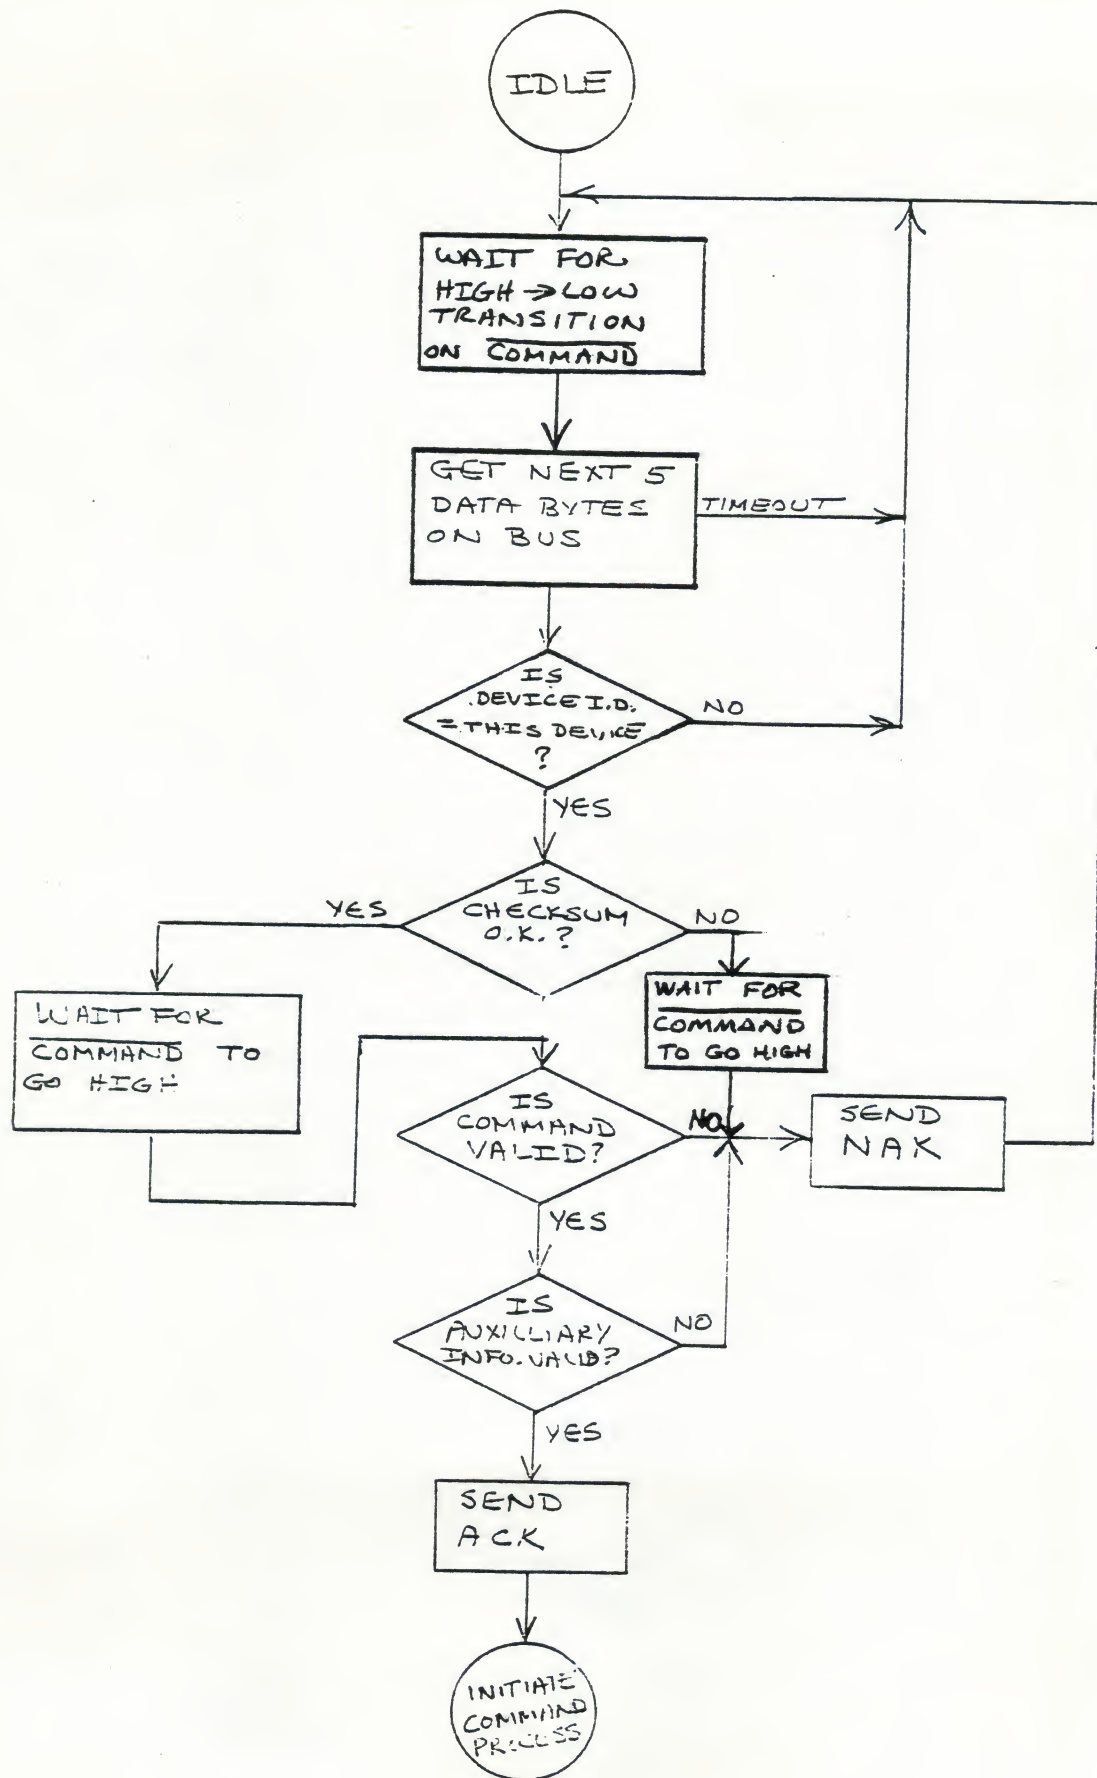 IDLE
WAIT FOR
HIGH → LOW
TRANSITION
ON COMMAND
GET NEXT 5
DATA BYTES
ON BUS
TIMEOUT
IS
DEVICE I.D.
= THIS DEVICE
?
NO
YES
IS
CHECKSUM
O.K.?
YES
NO
WAIT FOR
COMMAND TO
GO HIGH
WAIT FOR
COMMAND
TO GO HIGH
IS
COMMAND
VALID?
NO
SEND
NAK
YES
IS
AUXILLIARY
INFO. VALID?
NO
YES
SEND
ACK
INITIATE
COMMAND
PROCESS